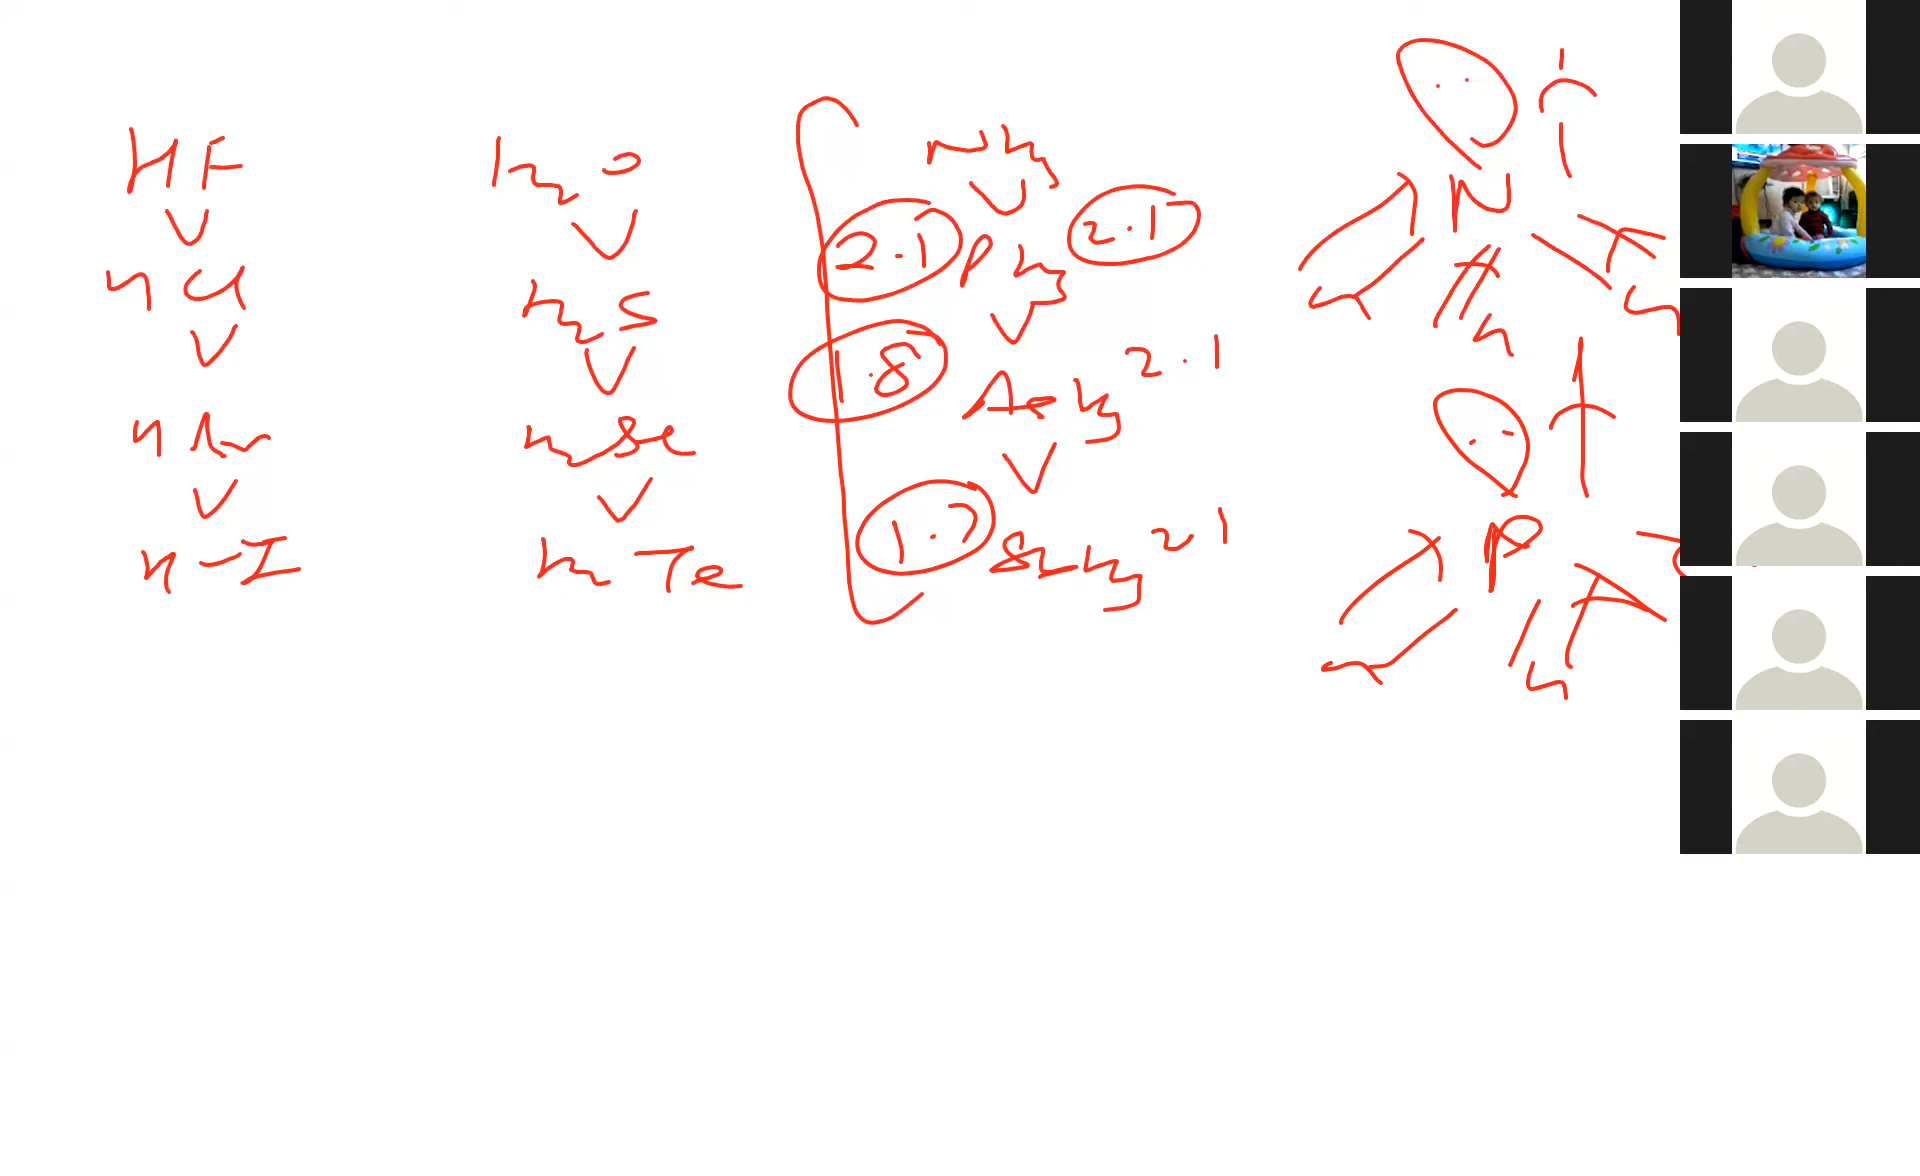 HF
H₂O
NH₃
V
V
V
2.1
PH₃
2.1
HCl
H₂S
V
V
V
1.8
AsH₃ 2.1
HBr
H₂Se
V
V
V
1.7
SbH₃ 2.1
H-I
H₂Te
N
H
H
H
P
H
H